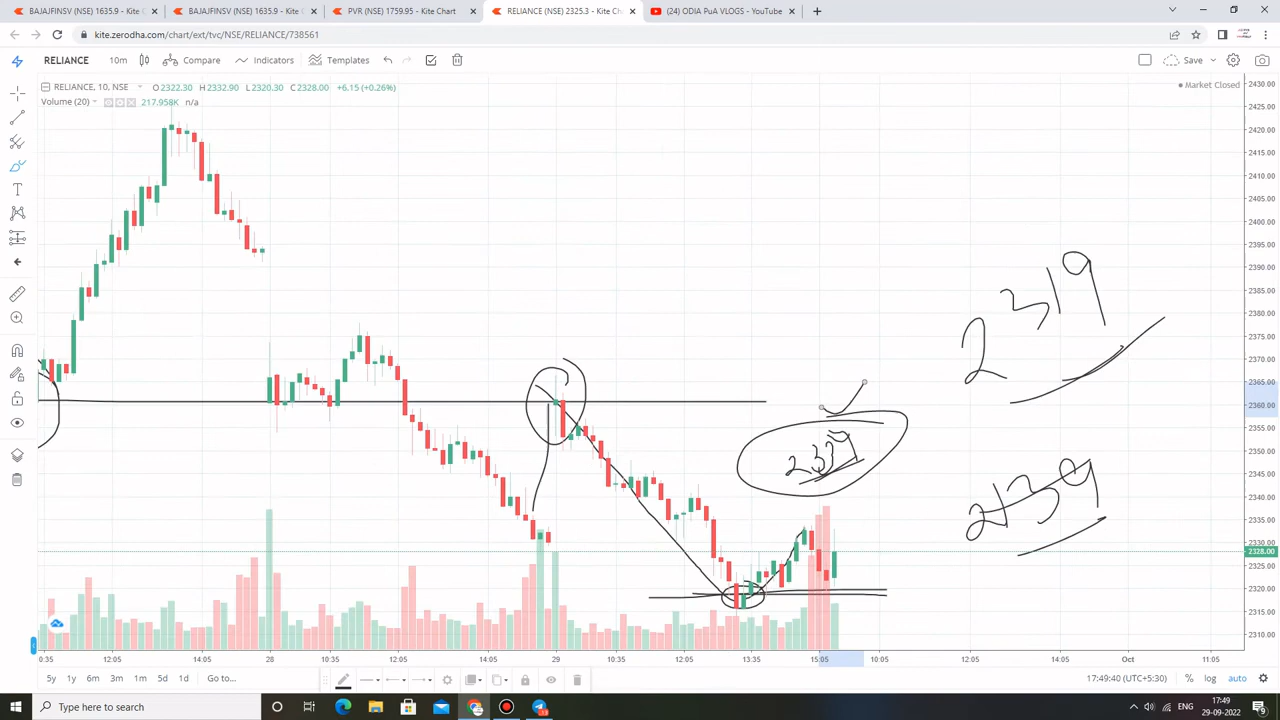 BAJAJFINSV (NSE) 1635.9 - Kite C
BAJAJFINSV (NSE) 1635.9 - Kite C
PVR (NSE) 1759.95 - Kite Chart
RELIANCE (NSE) 2325.3 - Kite Ch
(24) ODIA PuA VLOGS - YouTube
kite.zerodha.com/chart/ext/tvc/NSE/RELIANCE/738561
RELIANCE 10m Compare Indicators Templates Save
RELIANCE, 10, NSE O2322.30 H2332.90 L2320.30 C2328.00 +6.15 (+0.26%)
Market Closed
Volume (20) 217.958K n/a
2430.00
2425.00
2420.00
2415.00
2410.00
2405.00
2400.00
2395.00
2390.00
2385.00
2380.00
2375.00
2370.00
2365.00
2360.00
2355.00
2350.00
2345.00
2340.00
2335.00
2330.00
2328.00
2325.00
2320.00
2315.00
2310.00
2319
0:35 12:05 14:05 28 10:35 12:05 14:05 29 10:35 12:05 13:35 15:05 10:05 12:05 14:05 Oct 11:05
5y 1y 6m 3m 1m 5d 1d Go to...
17:49:40 (UTC+5:30) % log auto
Type here to search
ENG
17:49
29-09-2022
9